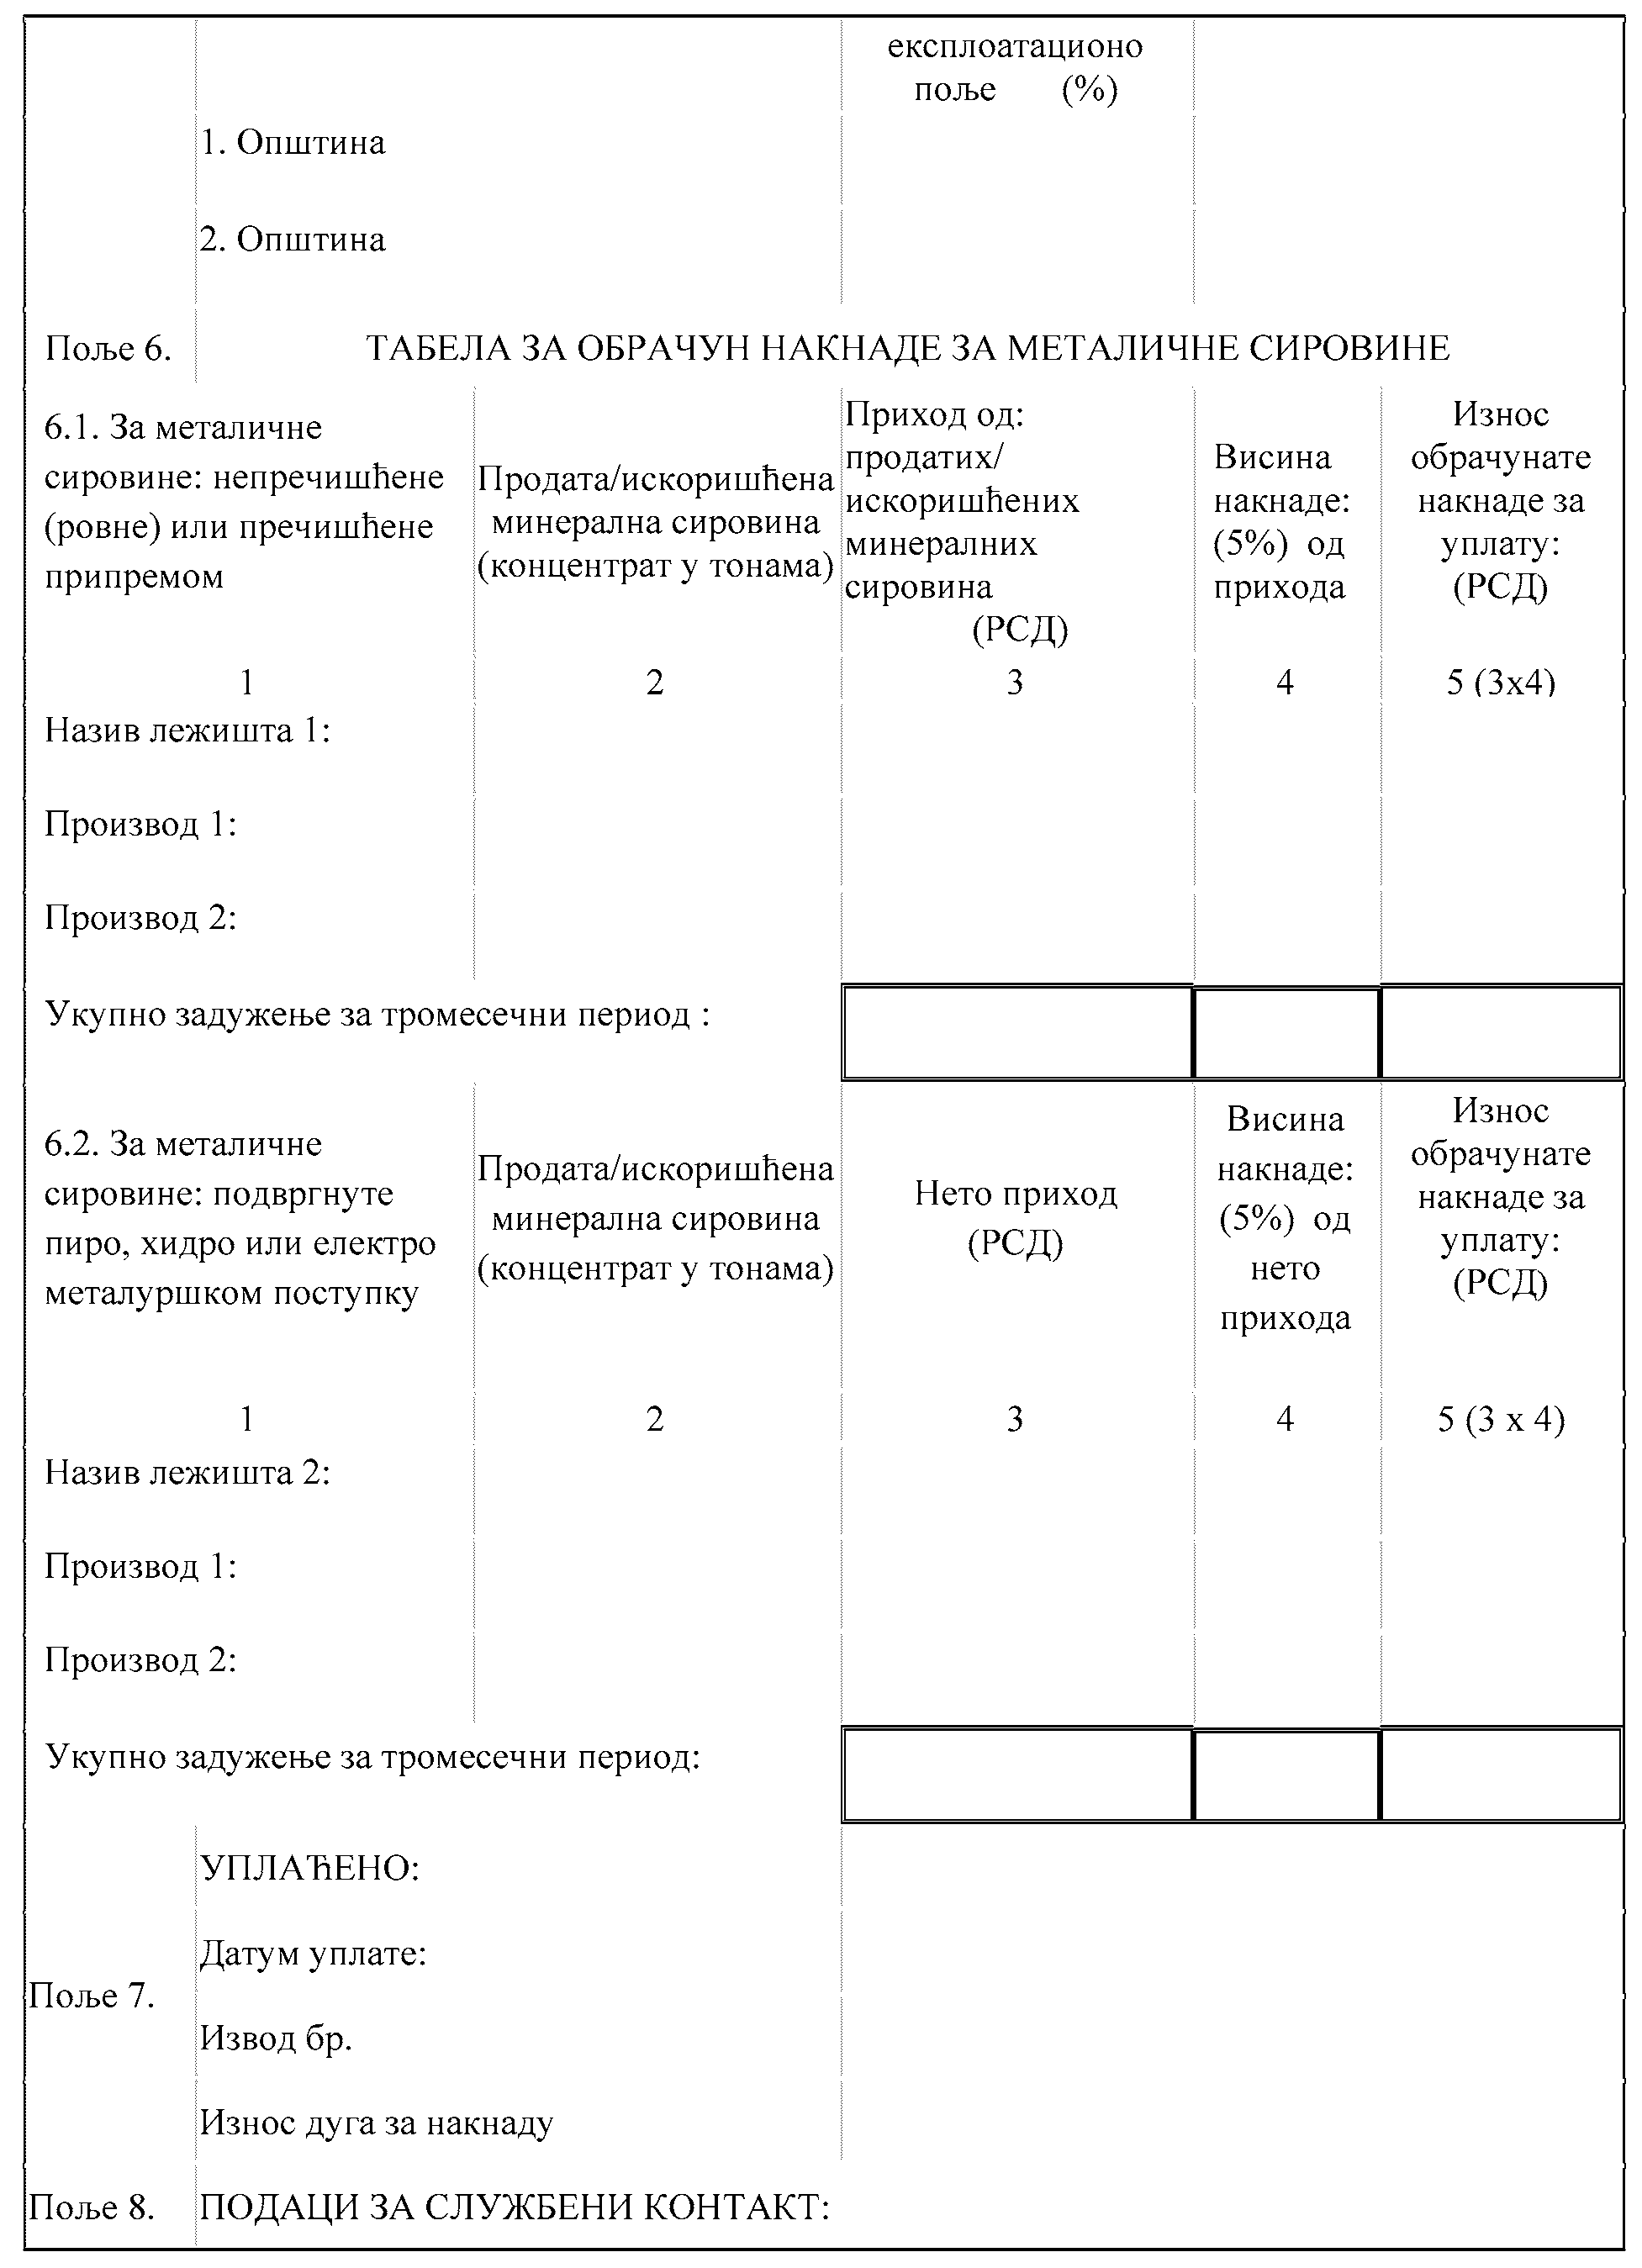 експлоатационо
поље (%)
1. Општина
2. Општина
Поље 6. ТАБЕЛА ЗА ОБРАЧУН НАКНАДЕ ЗА МЕТАЛИЧНЕ СИРОВИНЕ
6.1. За металичне
сировине: непречишћене
(ровне) или пречишћене
припремом
Продата/искоришћена
минерална сировина
(концентрат у тонама)
Приход од:
продатих/
искоришћених
минералних
сировина
(РСД)
Висина
накнаде:
(5%) од
прихода
Износ
обрачунате
накнаде за
уплату:
(РСД)
1 2 3 4 5 (3x4)
Назив лежишта 1:
Производ 1:
Производ 2:
Укупно задужење за тромесечни период :
6.2. За металичне
сировине: подвргнуте
пиро, хидро или електро
металуршком поступку
Продата/искоришћена
минерална сировина
(концентрат у тонама)
Нето приход
(РСД)
Висина
накнаде:
(5%) од
нето
прихода
Износ
обрачунате
накнаде за
уплату:
(РСД)
1 2 3 4 5 (3 x 4)
Назив лежишта 2:
Производ 1:
Производ 2:
Укупно задужење за тромесечни период:
Поље 7.
УПЛАЋЕНО:
Датум уплате:
Извод бр.
Износ дуга за накнаду
Поље 8. ПОДАЦИ ЗА СЛУЖБЕНИ КОНТАКТ: